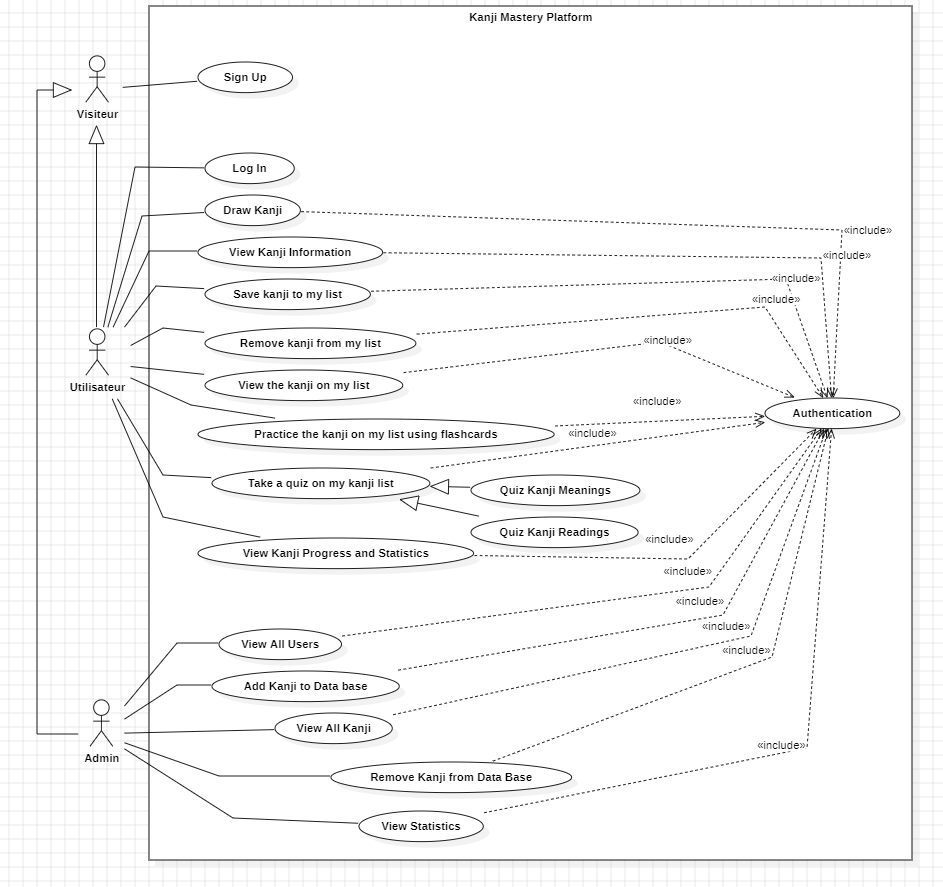 Kanji Mastery Platform
Visiteur
Sign Up
Log In
Draw Kanji
«include»
View Kanji Information
«include»
Save kanji to my list
«include»
Remove kanji from my list
«include»
Utilisateur
View the kanji on my list
«include»
Practice the kanji on my list using flashcards
«include»
Authentication
Take a quiz on my kanji list
«include»
Quiz Kanji Meanings
Quiz Kanji Readings
View Kanji Progress and Statistics
«include»
View All Users
«include»
Add Kanji to Data base
«include»
View All Kanji
«include»
Admin
Remove Kanji from Data Base
«include»
View Statistics
«include»